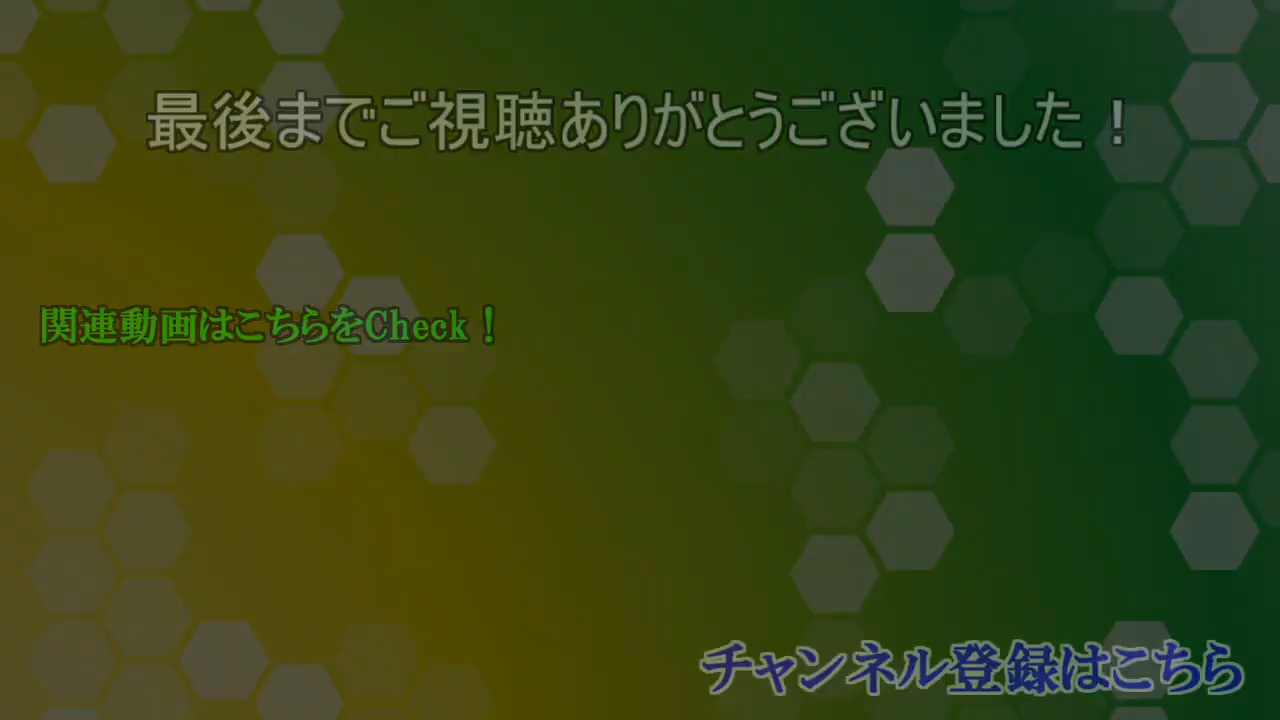 最後までご視聴ありがとうございました！
関連動画はこちらをCheck！
チャンネル登録はこちら